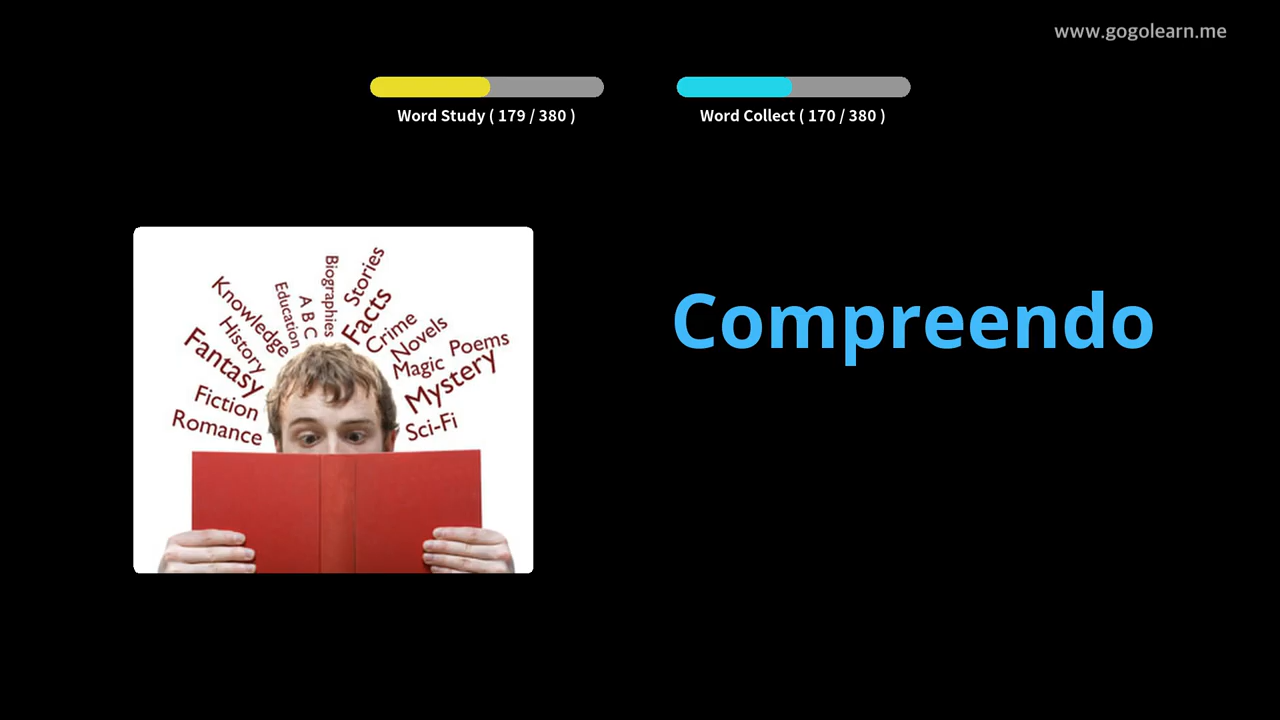 www.gogolearn.me
Word Study ( 179 / 380 )
Word Collect ( 170 / 380 )
Compreendo
Romance
Fiction
Fantasy
History
Knowledge
Education
A B C
Biographies
Stories
Facts
Crime
Novels
Magic
Poems
Mystery
Sci-Fi